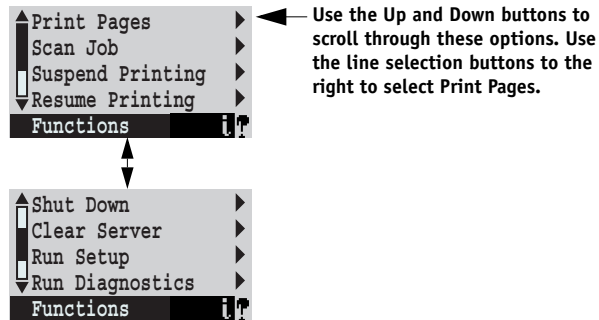 Print Pages
Scan Job
Suspend Printing
Resume Printing
Functions
Use the Up and Down buttons to
scroll through these options. Use
the line selection buttons to the
right to select Print Pages.
Shut Down
Clear Server
Run Setup
Run Diagnostics
Functions